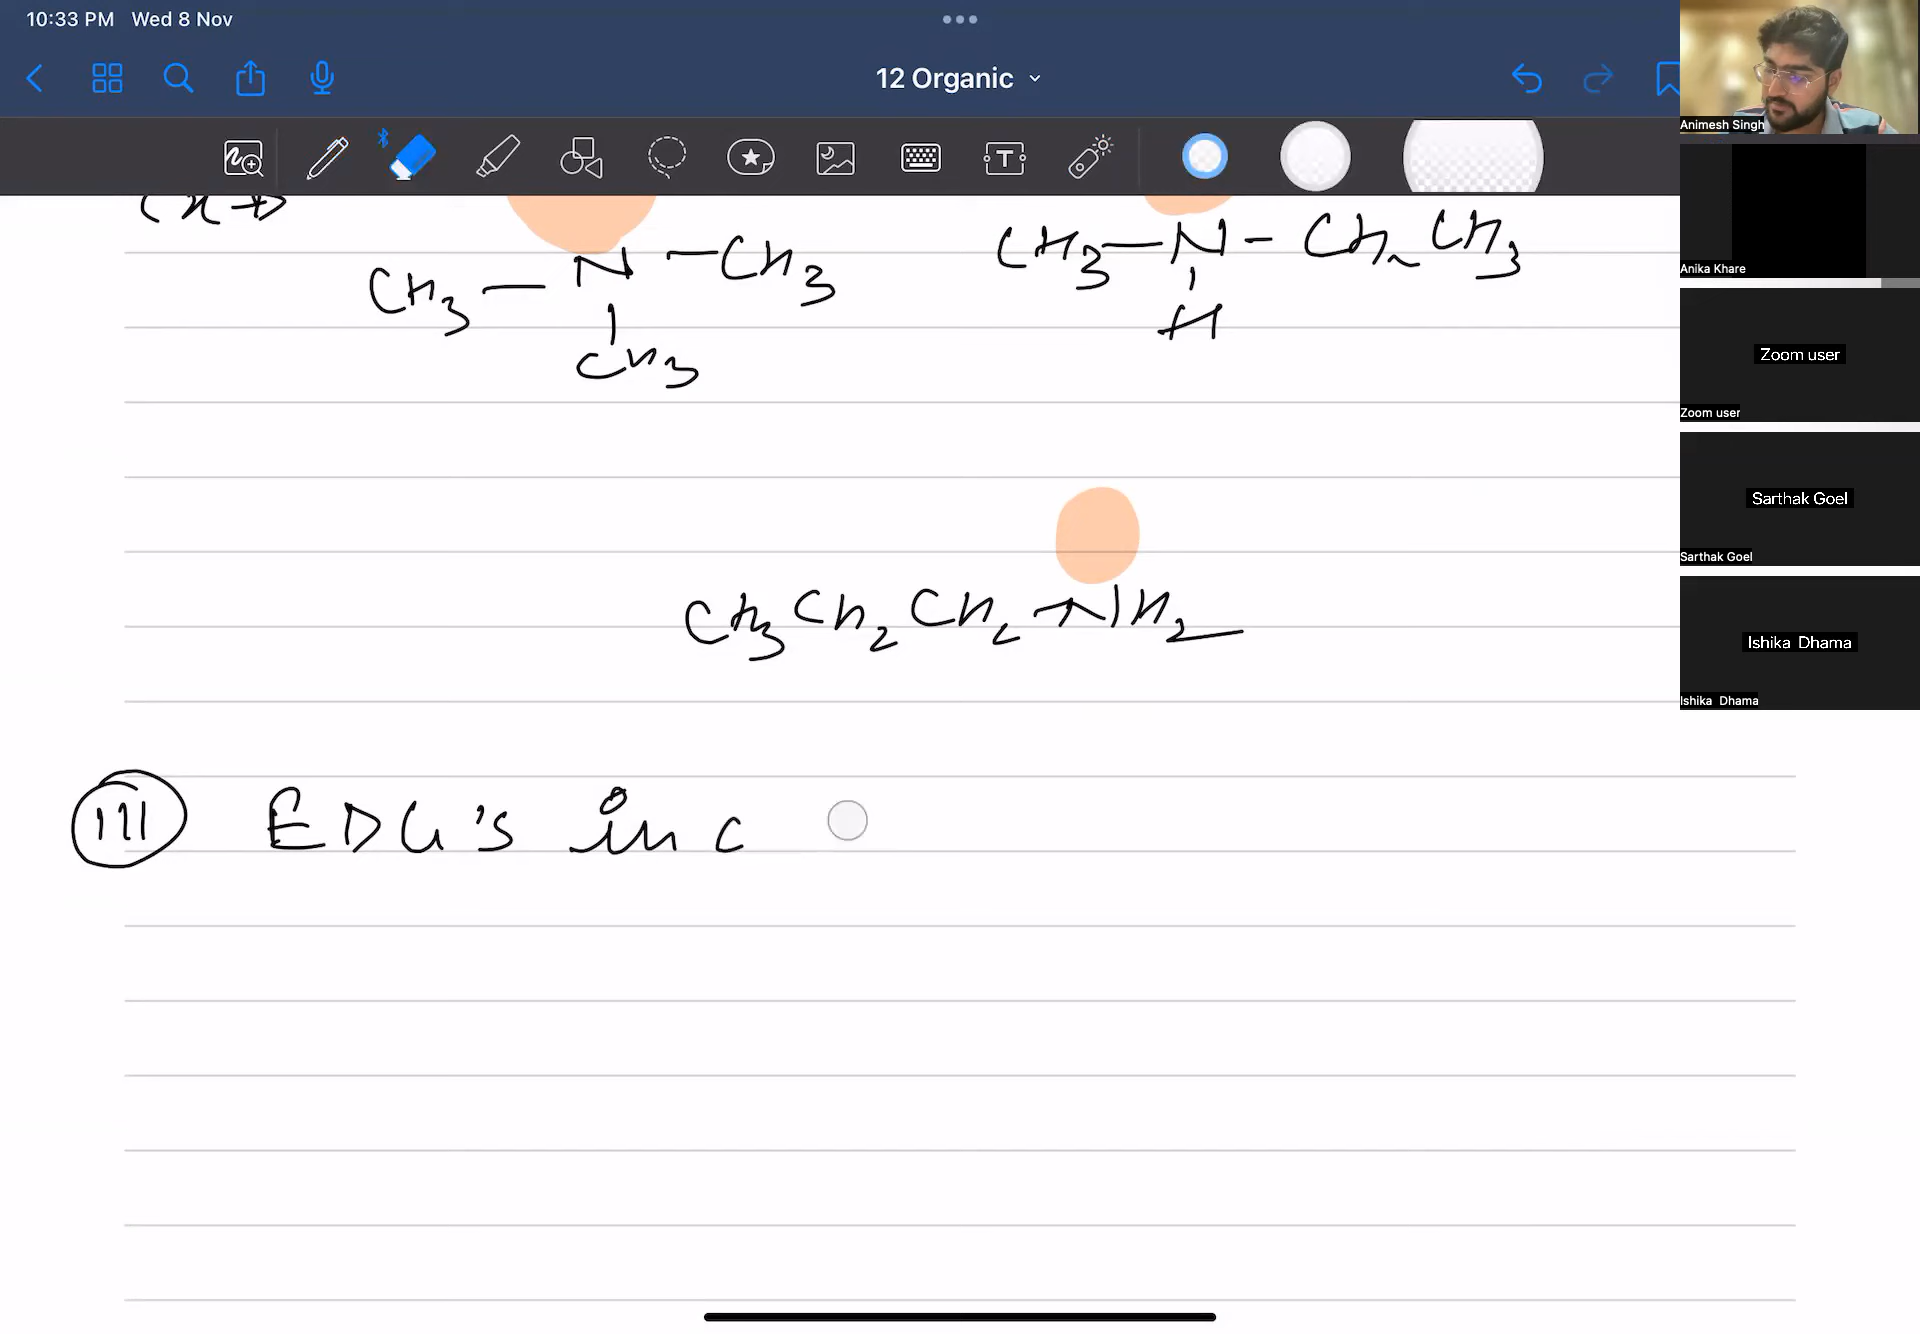 10:33 PM Wed 8 Nov
12 Organic
CH3 - N - CH3
CH3
CH3 - N - CH2 CH3
H
CH3 CH2 CH2 - NH2
III EDG's in c
Animesh Singh
Anika Khare
Zoom user
Zoom user
Sarthak Goel
Sarthak Goel
Ishika Dhama
Ishika Dhama